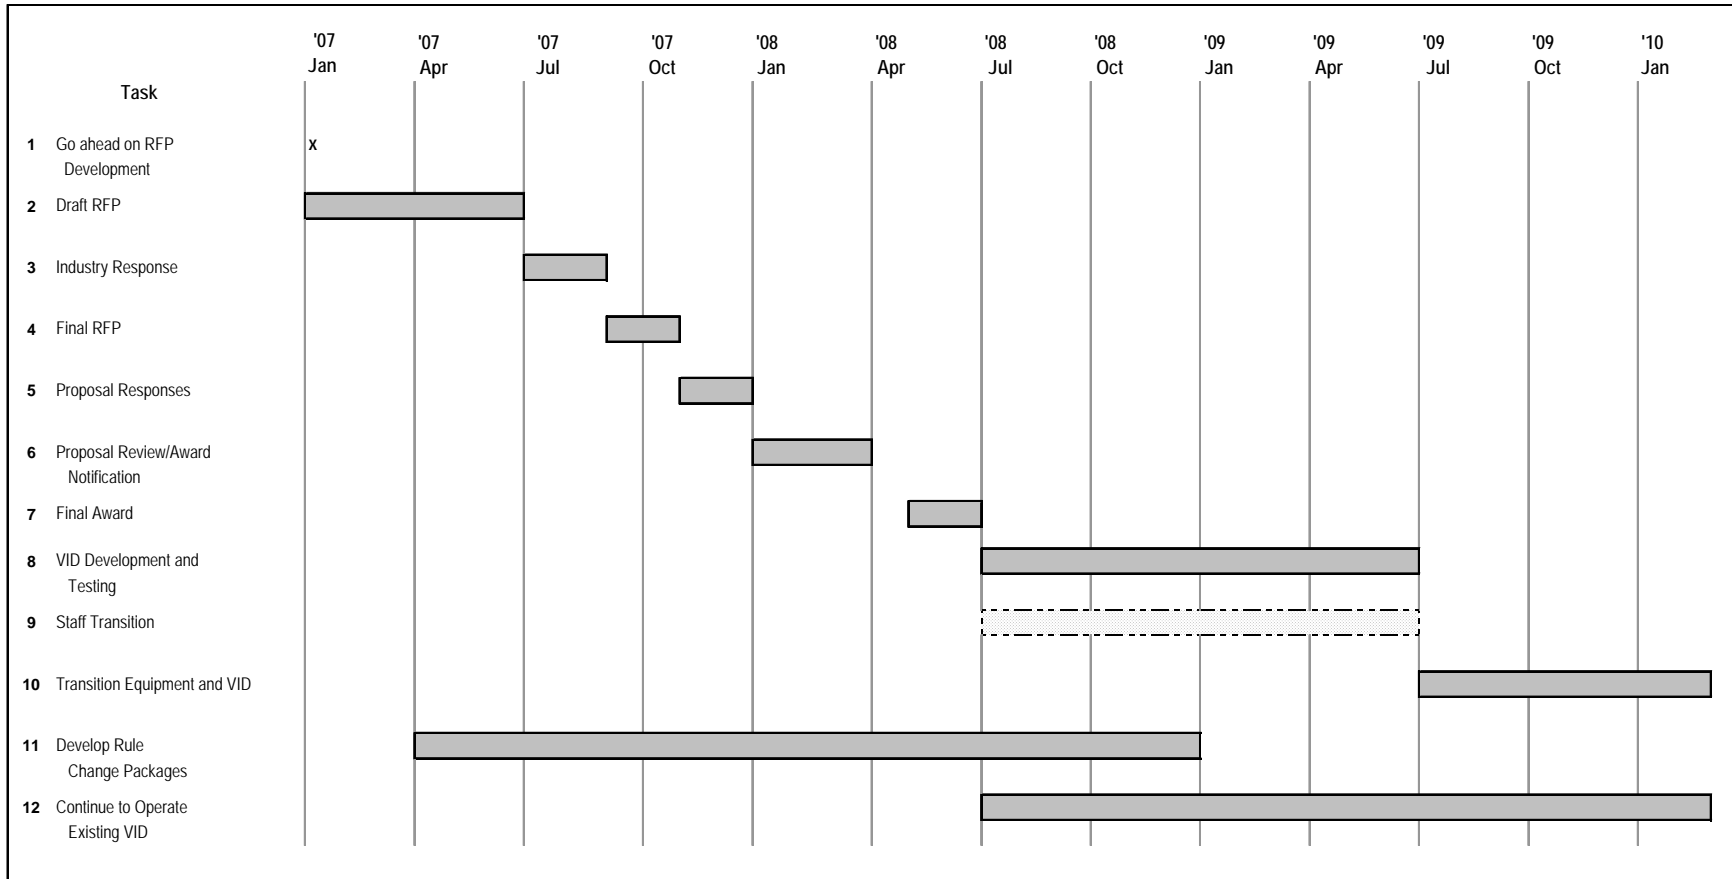 '07 '07 '07 '07 '08 '08 '08 '08 '09 '09 '09 '09 '10
Jan Apr Jul Oct Jan Apr Jul Oct Jan Apr Jul Oct Jan
Task
1 Go ahead on RFP x
Development
2 Draft RFP
3 Industry Response
4 Final RFP
5 Proposal Responses
6 Proposal Review/Award
Notification
7 Final Award
8 VID Development and
Testing
9 Staff Transition
10 Transition Equipment and VID
11 Develop Rule
Change Packages
12 Continue to Operate
Existing VID